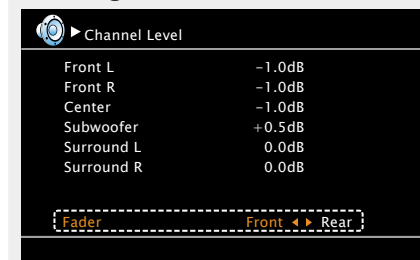 Channel Level
Front L –1.0dB
Front R –1.0dB
Center –1.0dB
Subwoofer +0.5dB
Surround L 0.0dB
Surround R 0.0dB
Fader Front ◀ ▶ Rear